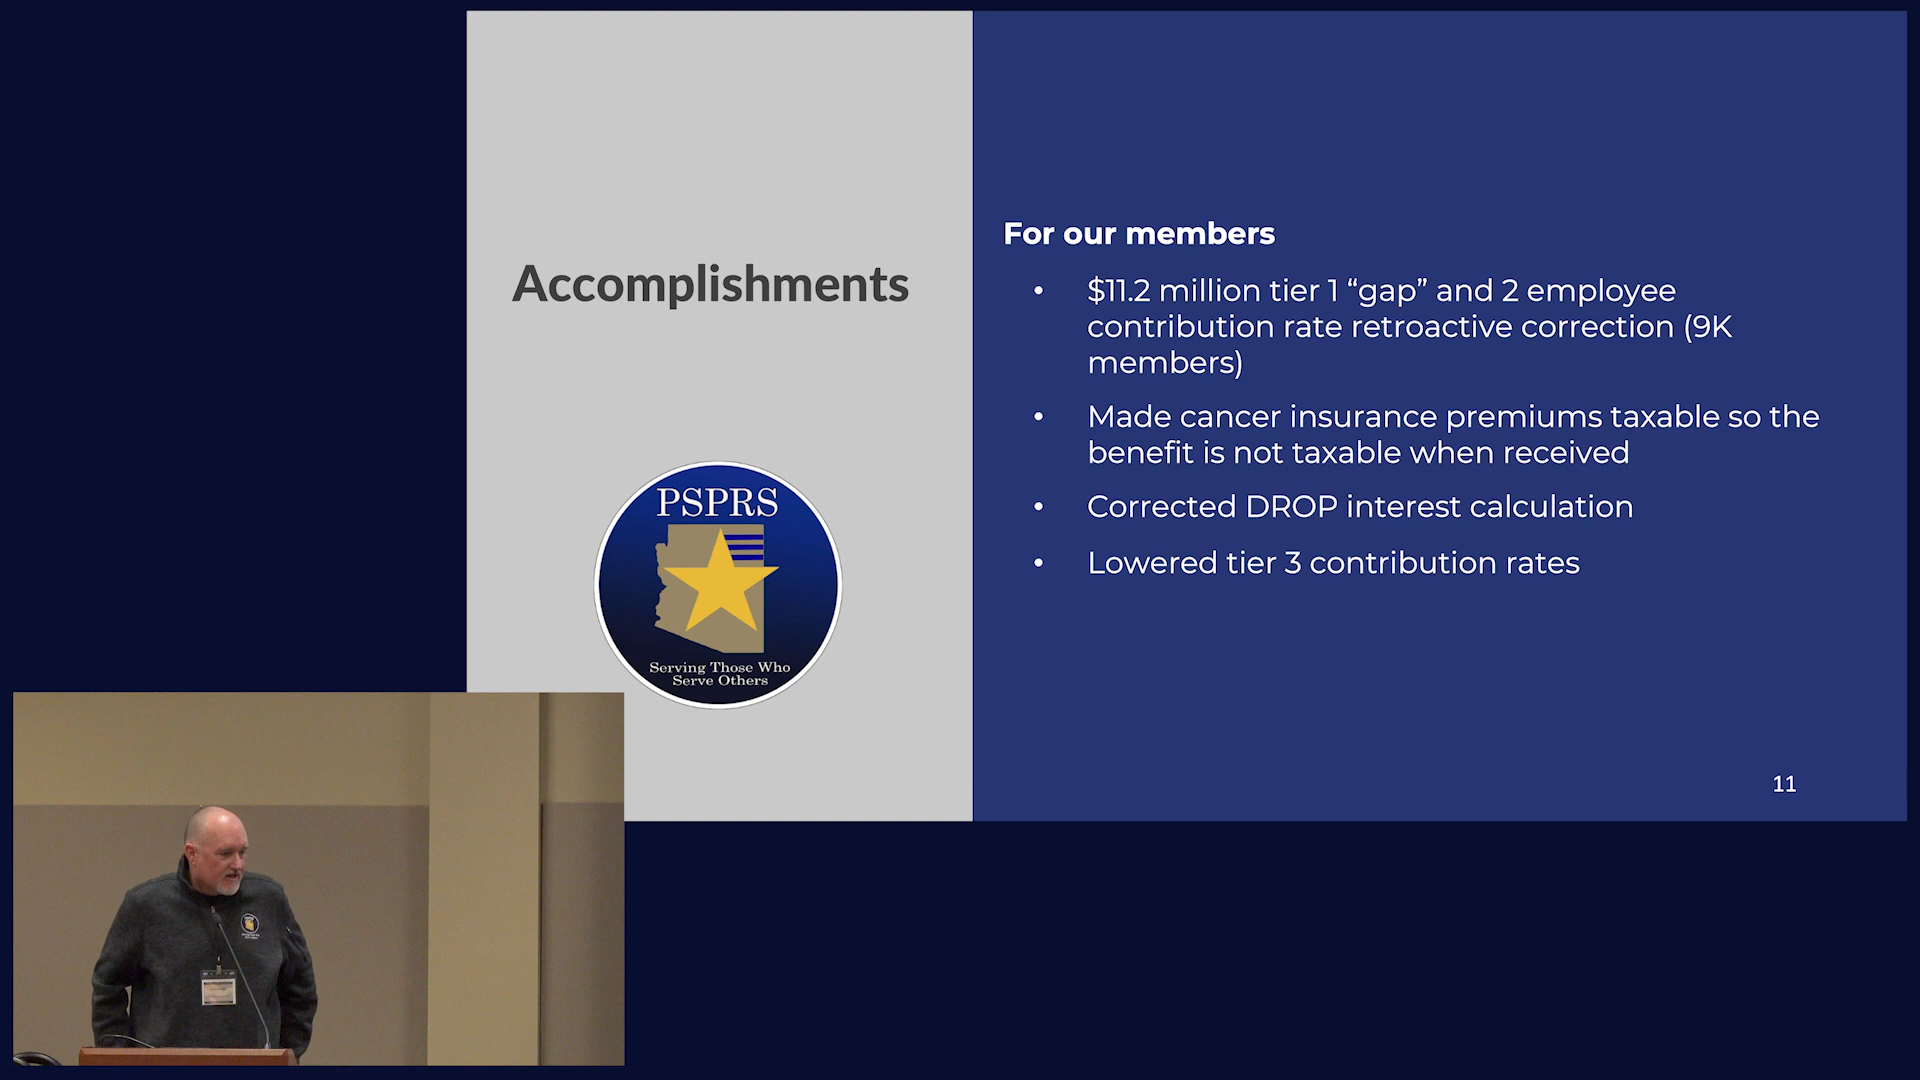 Accomplishments
PSPRS
Serving Those Who
Serve Others
For our members
• $11.2 million tier 1 “gap” and 2 employee
contribution rate retroactive correction (9K
members)
• Made cancer insurance premiums taxable so the
benefit is not taxable when received
• Corrected DROP interest calculation
• Lowered tier 3 contribution rates
11